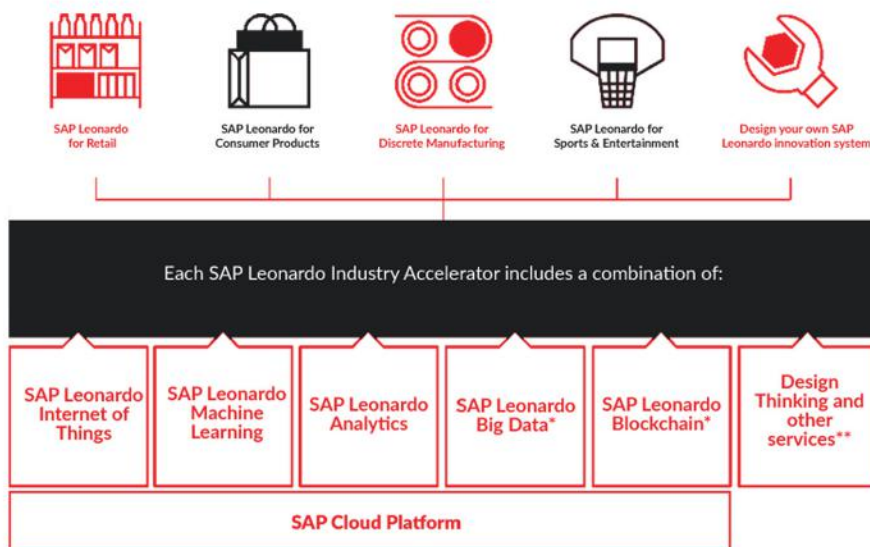 SAP Leonardo
for Retail
SAP Leonardo for
Consumer Products
SAP Leonardo for
Discrete Manufacturing
SAP Leonardo for
Sports & Entertainment
Design your own SAP
Leonardo innovation system
Each SAP Leonardo Industry Accelerator includes a combination of:
SAP Leonardo
Internet of
Things
SAP Leonardo
Machine
Learning
SAP Leonardo
Analytics
SAP Leonardo
Big Data*
SAP Leonardo
Blockchain*
Design
Thinking and
other
services**
SAP Cloud Platform